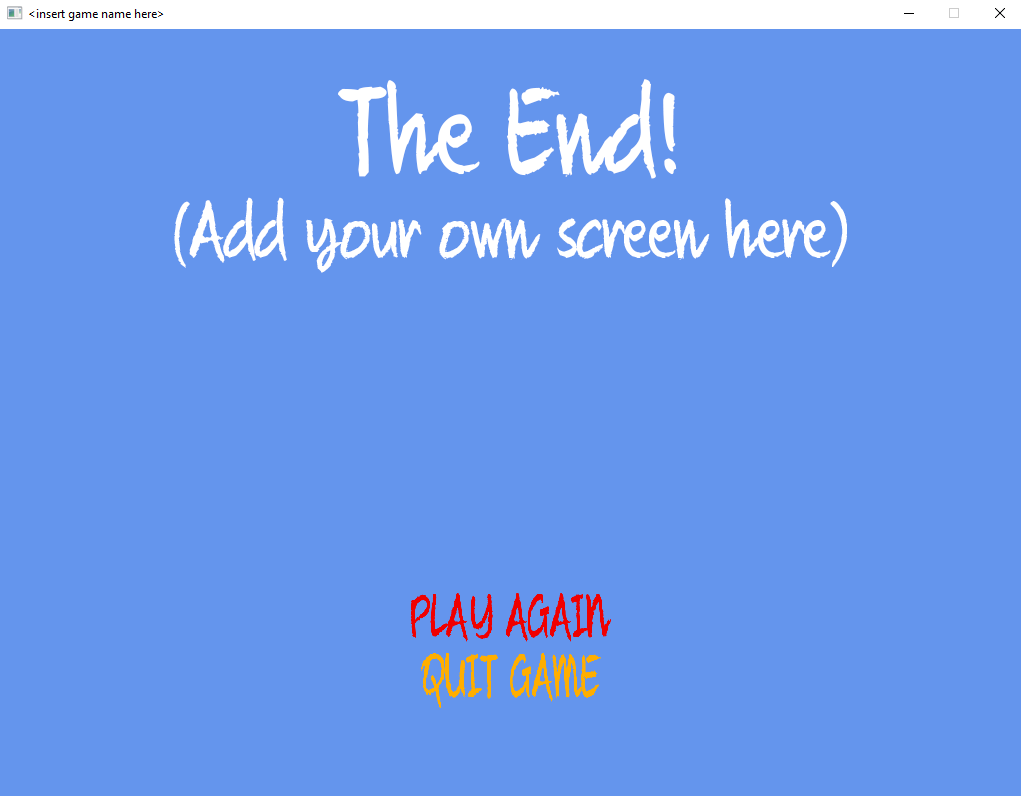 <insert game name here>
The End!
(Add your own screen here)
PLAY AGAIN
QUIT GAME